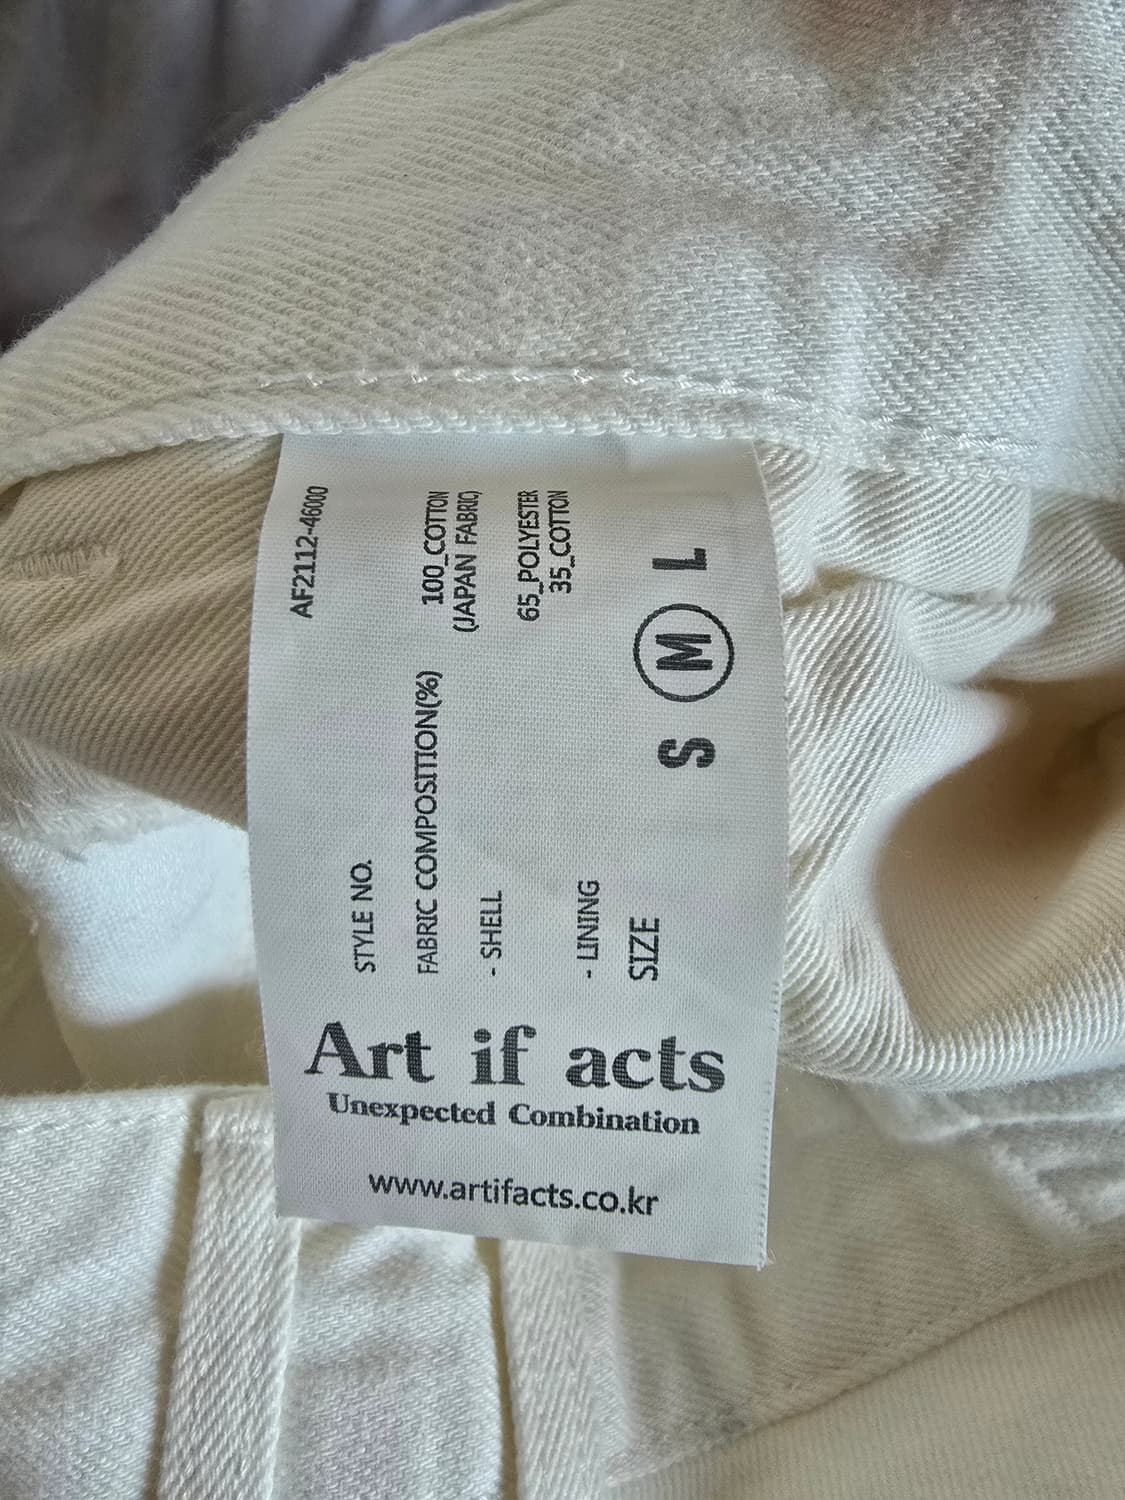 Art if acts
Unexpected Combination
www.artifacts.co.kr
STYLE NO. AF2112-46000
FABRIC COMPOSITION(%)
- SHELL 100_COTTON
(JAPAN FABRIC)
- LINING 65_POLYESTER
35_COTTON
SIZE S M L